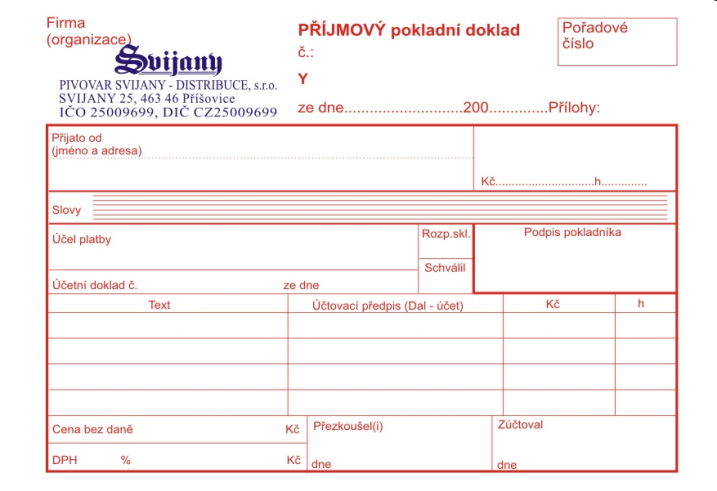 Firma
(organizace)
Svijany
PIVOVAR SVIJANY - DISTRIBUCE, s.r.o.
SVIJANY 25, 463 46 Příšovice
IČO 25009699, DIČ CZ25009699
PŘÍJMOVÝ pokladní doklad
č.:
Y
ze dne...........................200.............Přílohy:
Pořadové
číslo
Přijato od
(jméno a adresa)
Kč.............................h.............
Slovy
Účel platby
Rozp.skl.
Podpis pokladníka
Schválil
Účetní doklad č. ze dne
Text Účtovací předpis (Dal - účet) Kč h
Cena bez daně Kč
Přezkoušel(i)
Zúčtoval
DPH % Kč
dne
dne